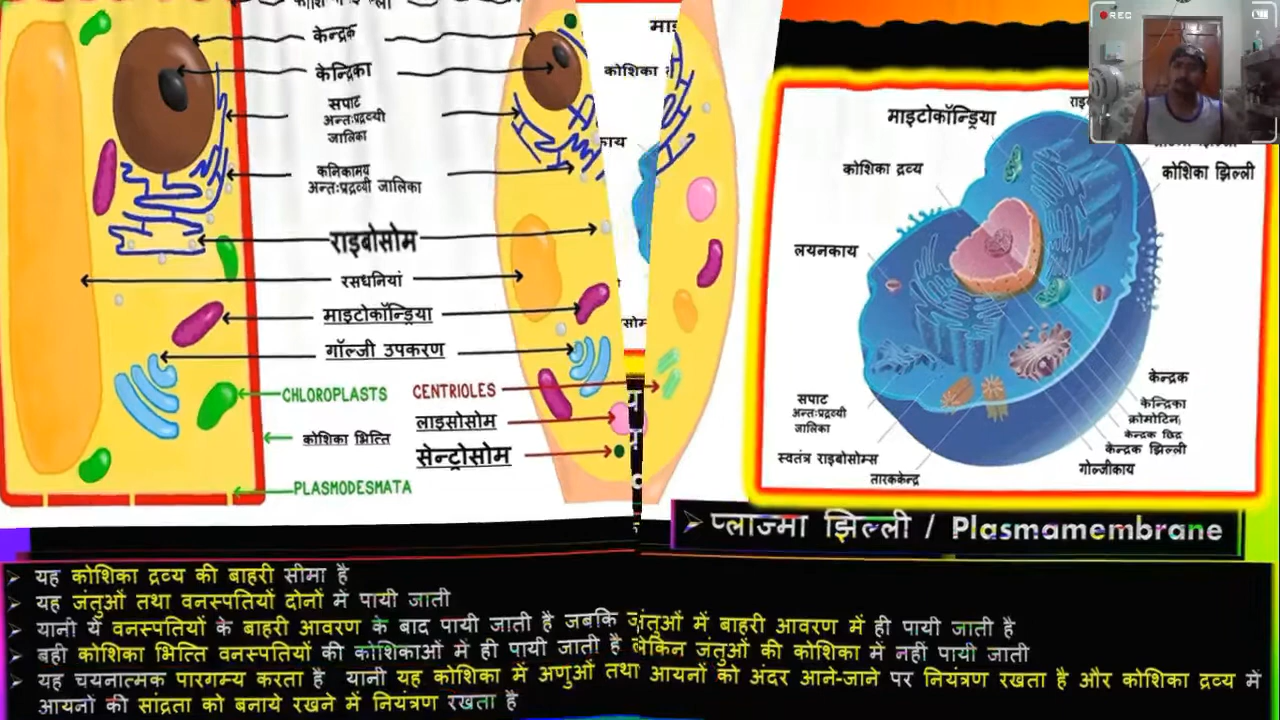 केन्द्रक
केन्द्रिका
सपाट
अन्तःप्रद्रव्यी
जालिका
कनिकामय
अन्तःप्रद्रव्यी जालिका
राइबोसोम
रसधनियां
माइटोकॉन्ड्रिया
गॉल्जी उपकरण
CHLOROPLASTS
CENTRIOLES
लाइसोसोम
कोशिका भित्ति
सेन्ट्रोसोम
PLASMODESMATA
कोशिका
REC
माइटोकॉन्ड्रिया
कोशिका द्रव्य
कोशिका झिल्ली
लयनकाय
सपाट
अन्तःप्रद्रव्यी
जालिका
स्वतंत्र राइबोसोम्स
तारककेन्द्र
केन्द्रक
केन्द्रिका
क्रोमोटिन)
केन्द्रक छिद्र
केन्द्रक झिल्ली
गोल्जीकाय
➢ प्लाज्मा झिल्ली / Plasmamembrane
➢ यह कोशिका द्रव्य की बाहरी सीमा है
➢ यह जंतुओं तथा वनस्पतियों दोनों में पायी जाती
➢ यानी ये वनस्पतियों के बाहरी आवरण के बाद पायी जाती है जबकि जंतुओं में बाहरी आवरण में ही पायी जाती है
➢ बही कोशिका भित्ति वनस्पतियों की कोशिकाओं में ही पायी जाती है लेकिन जंतुओं की कोशिका में नहीं पायी जाती
➢ यह चयनात्मक पारगम्य करता है यानी यह कोशिका में अणुओं तथा आयनों को अंदर आने-जाने पर नियंत्रण रखता है और कोशिका द्रव्य में
आयनों की सांद्रता को बनाये रखने में नियंत्रण रखता है